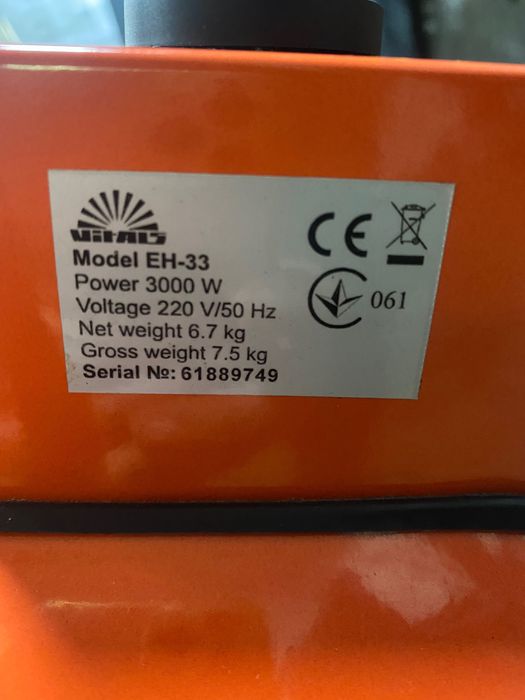 VitALS
Model EH-33
Power 3000 W
Voltage 220 V/50 Hz
Net weight 6.7 kg
Gross weight 7.5 kg
Serial №: 61889749
CE
061